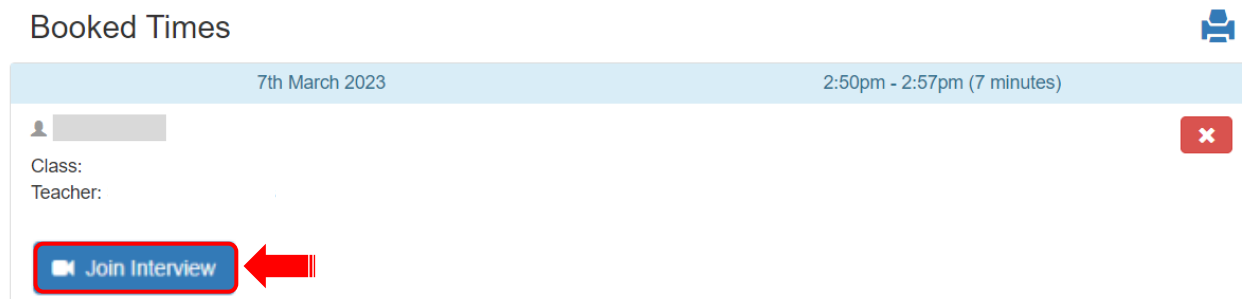 Booked Times
7th March 2023 2:50pm - 2:57pm (7 minutes)
Class:
Teacher:
Join Interview